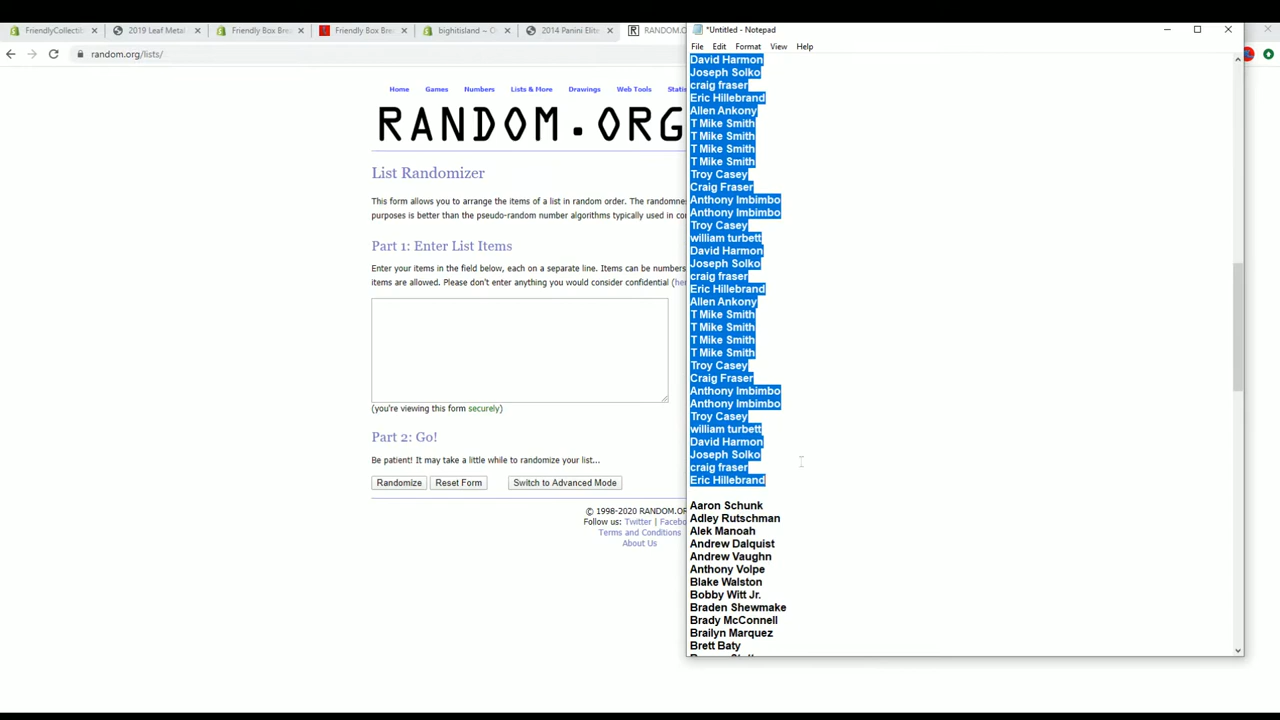 FriendlyCollecti
2019 Leaf Metal
Friendly Box Brea
Friendly Box Brea
bighitisland
2014 Panini Elite
R RANDOM.O
*Untitled - Notepad
random.org/lists/
File Edit Format View Help
Home Games Numbers Lists & More Drawings Web Tools Statis
RANDOM.ORG
List Randomizer
This form allows you to arrange the items of a list in random order. The randomne
purposes is better than the pseudo-random number algorithms typically used in co
Part 1: Enter List Items
Enter your items in the field below, each on a separate line. Items can be numbers
items are allowed. Please don't enter anything you would consider confidential (he
(you're viewing this form securely)
Part 2: Go!
Be patient! It may take a little while to randomize your list...
Randomize Reset Form Switch to Advanced Mode
© 1998-2020 RANDOM.OR
Follow us: Twitter | Facebo
Terms and Conditions
About Us
David Harmon
Joseph Solko
craig fraser
Eric Hillebrand
Allen Ankony
T Mike Smith
T Mike Smith
T Mike Smith
T Mike Smith
Troy Casey
Craig Fraser
Anthony Imbimbo
Anthony Imbimbo
Troy Casey
william turbett
David Harmon
Joseph Solko
craig fraser
Eric Hillebrand
Allen Ankony
T Mike Smith
T Mike Smith
T Mike Smith
T Mike Smith
Troy Casey
Craig Fraser
Anthony Imbimbo
Anthony Imbimbo
Troy Casey
william turbett
David Harmon
Joseph Solko
craig fraser
Eric Hillebrand
Aaron Schunk
Adley Rutschman
Alek Manoah
Andrew Dalquist
Andrew Vaughn
Anthony Volpe
Blake Walston
Bobby Witt Jr.
Braden Shewmake
Brady McConnell
Brailyn Marquez
Brett Baty